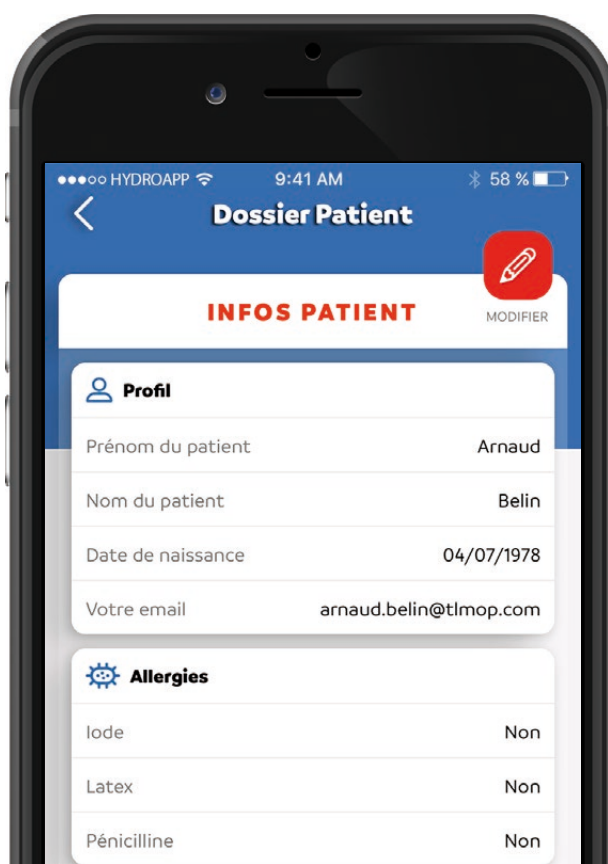 HYDROAPP 9:41 AM 58 %
Dossier Patient
INFOS PATIENT
MODIFIER
Profil
Prénom du patient Arnaud
Nom du patient Belin
Date de naissance 04/07/1978
Votre email arnaud.belin@tlmop.com
Allergies
Iode Non
Latex Non
Pénicilline Non